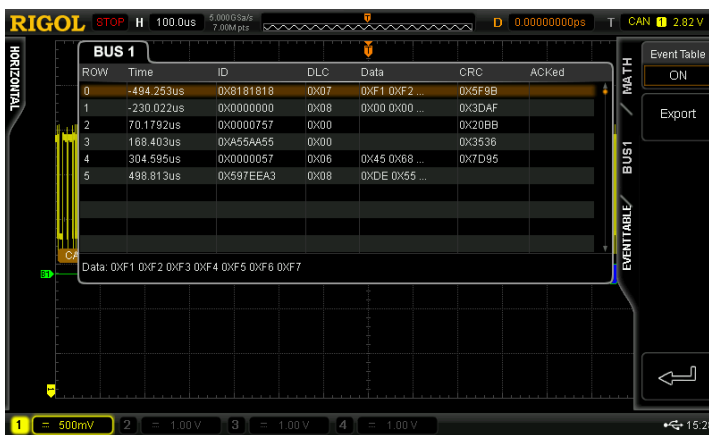 RIGOL STOP H 100.0us 5.000GSa/s 7.00Mpts D 0.00000000ps T CAN 1 2.82 V
HORIZONTAL
BUS 1
ROW Time ID DLC Data CRC ACKed
0 -494.253us 0X8181818 0X07 0XF1 0XF2 ... 0X5F9B
1 -230.022us 0X0000000 0X08 0X00 0X00 ... 0X3DAF
2 70.1792us 0X0000757 0X00 0X20BB
3 168.403us 0XA55AA55 0X00 0X3536
4 304.595us 0X0000057 0X06 0X45 0X68 ... 0X7D95
5 498.813us 0X597EEA3 0X08 0XDE 0X55 ...
Data: 0XF1 0XF2 0XF3 0XF4 0XF5 0XF6 0XF7
CA
B1
MATH
BUS1
EVENTTABLE
Event Table
ON
Export
1 = 500mV 2 = 1.00 V 3 = 1.00 V 4 = 1.00 V 15:2